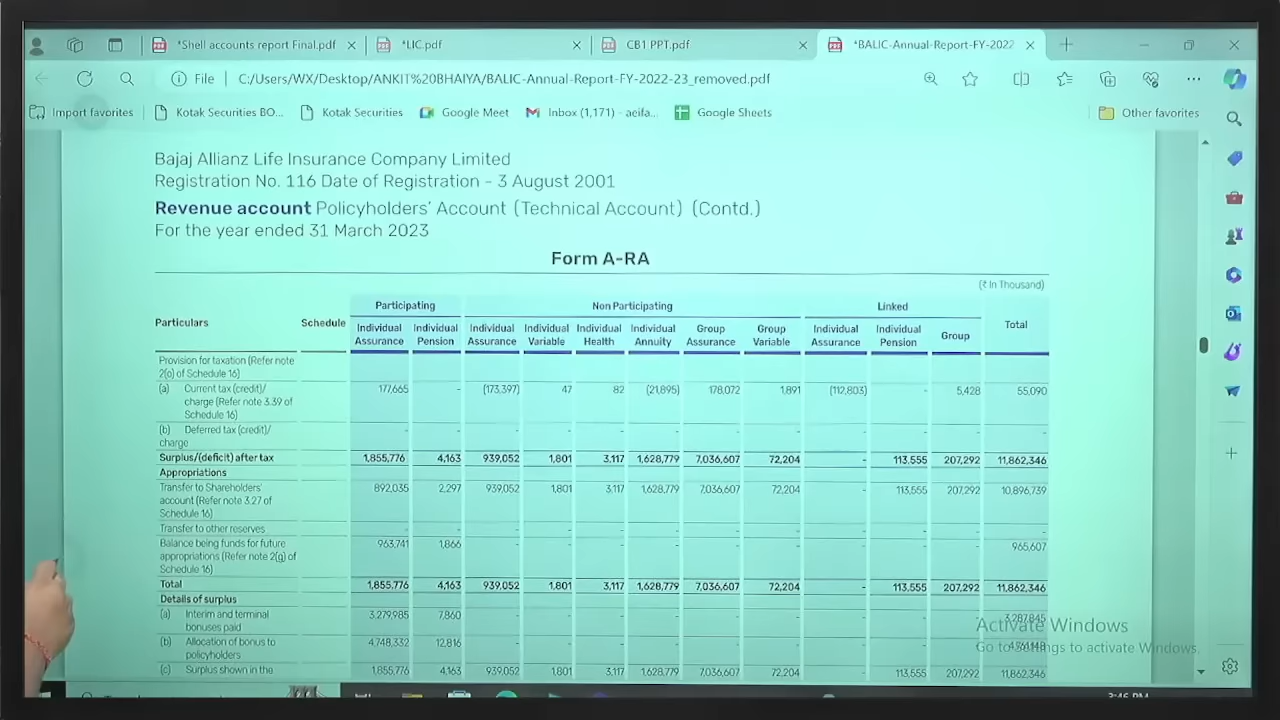 *Shell accounts report Final.pdf
*LIC.pdf
CB1 PPT.pdf
*BALIC-Annual-Report-FY-2022
File C:/Users/WX/Desktop/ANKIT%20BHAIYA/BALIC-Annual-Report-FY-2022-23_removed.pdf
Import favorites Kotak Securities BO... Kotak Securities Google Meet Inbox (1,171) - aeifa... Google Sheets Other favorites
Bajaj Allianz Life Insurance Company Limited
Registration No. 116 Date of Registration - 3 August 2001
Revenue account Policyholders' Account (Technical Account) (Contd.)
For the year ended 31 March 2023
Form A-RA
(₹ In Thousand)
Participating Non Participating Linked
Particulars Schedule Individual Assurance Individual Pension Individual Assurance Individual Variable Individual Health Individual Annuity Group Assurance Group Variable Individual Assurance Individual Pension Group Total
Provision for taxation (Refer note
2(o) of Schedule 16)
(a) Current tax (credit)/ 177,665 - (173,397) 47 82 (21,895) 178,072 1,891 (112,803) - 5,428 55,090
charge (Refer note 3.39 of
Schedule 16)
(b) Deferred tax (credit)/ - - - - - - - - - - - -
charge
Surplus/(deficit) after tax 1,855,776 4,163 939,052 1,801 3,117 1,628,779 7,036,607 72,204 - 113,555 207,292 11,862,346
Appropriations
Transfer to Shareholders' 892,035 2,297 939,052 1,801 3,117 1,628,779 7,036,607 72,204 - 113,555 207,292 10,896,739
account (Refer note 3.27 of
Schedule 16)
Transfer to other reserves - - - - - - - - - - - -
Balance being funds for future 963,741 1,866 - - - - - - - - - 965,607
appropriations (Refer note 2(g) of
Schedule 16)
Total 1,855,776 4,163 939,052 1,801 3,117 1,628,779 7,036,607 72,204 - 113,555 207,292 11,862,346
Details of surplus
(a) Interim and terminal 3,279,985 7,860 - - - - - - - - - 3,287,845
bonuses paid
(b) Allocation of bonus to 4,748,332 12,816 - - - - - - - - -
policyholders
(c) Surplus shown in the 1,855,776 4,163 939,052 1,801 3,117 1,628,779 7,036,607 72,204 - 113,555 207,292 11,862,346
Activate Windows
Go to Settings to activate Windows.
3:46 PM